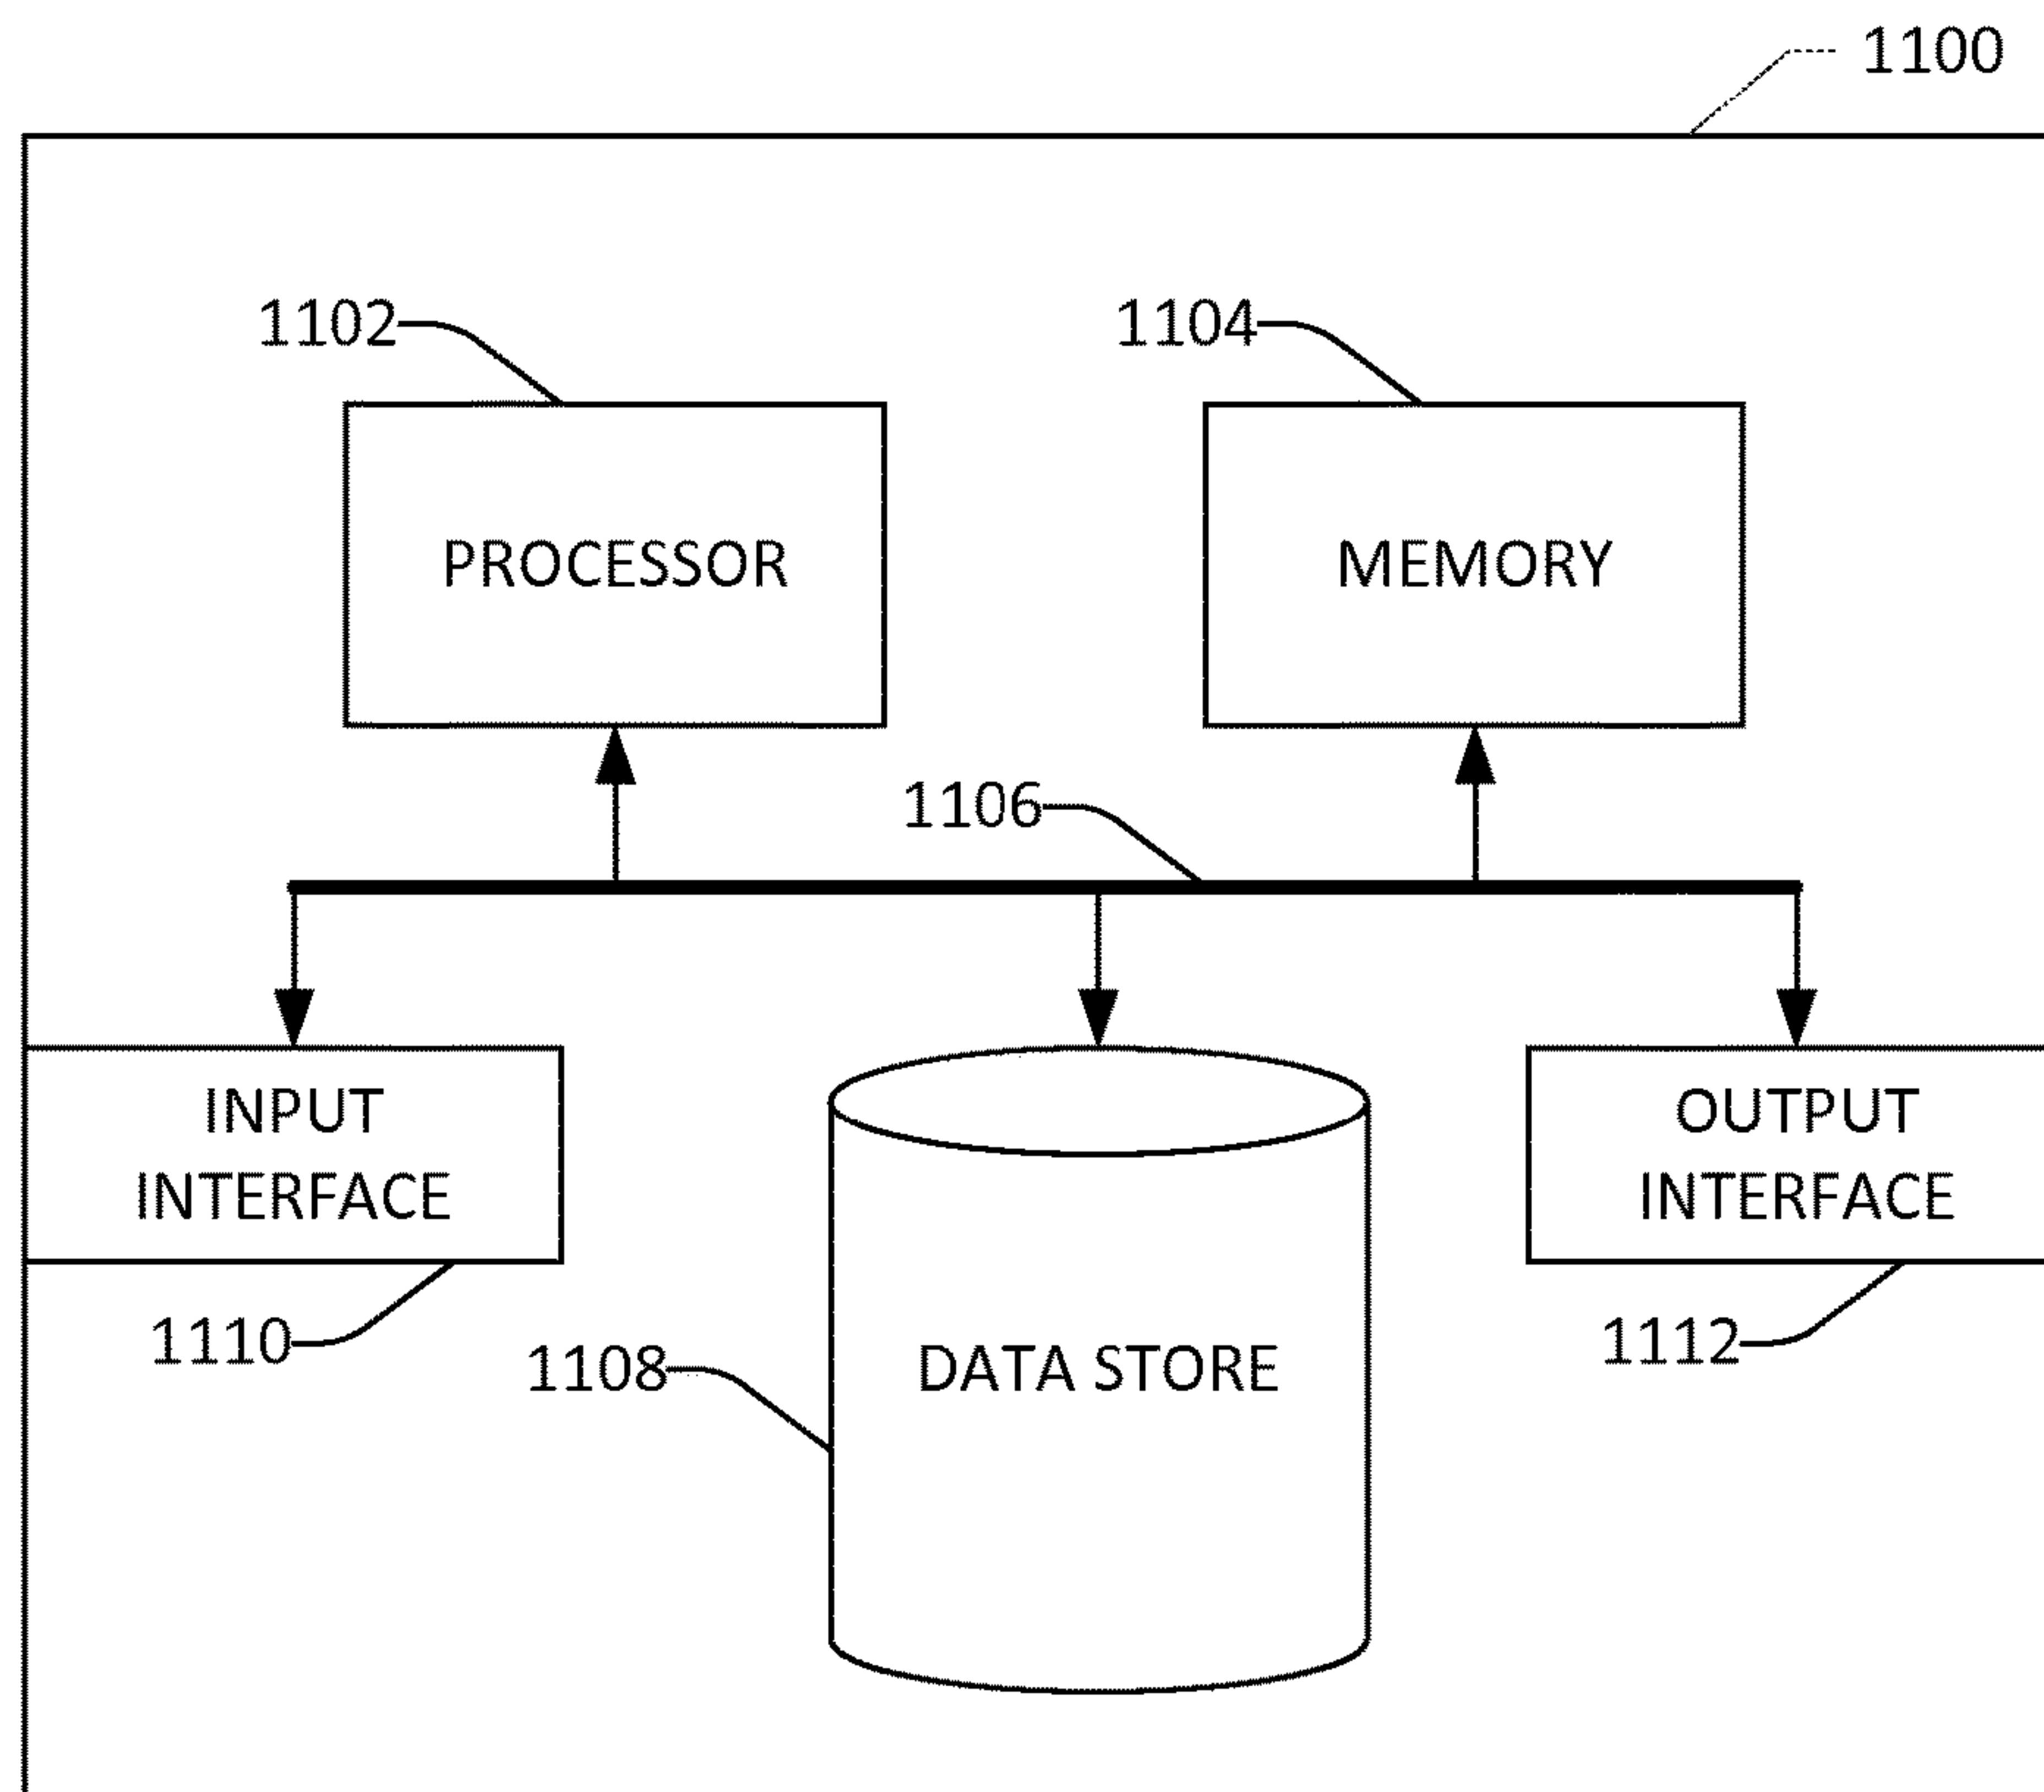 1100
1102
1104
PROCESSOR
MEMORY
1106
INPUT
INTERFACE
OUTPUT
INTERFACE
1110
1108
DATA STORE
1112